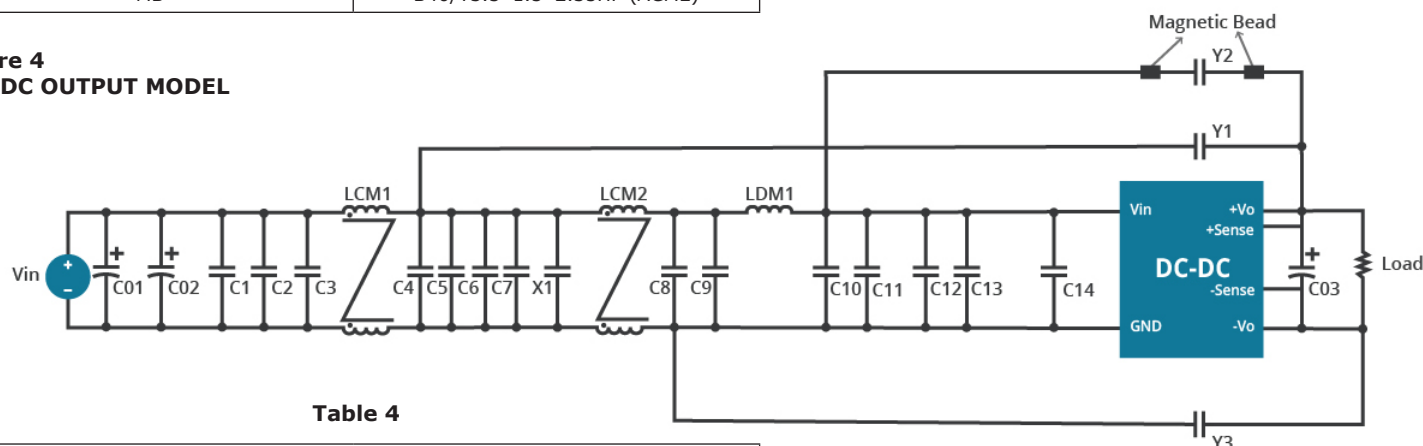 Magnetic Bead
re 4
DC OUTPUT MODEL
Y2
Y1
LCM1
LCM2
LDM1
Vin
+Vo
+Sense
Vin
+
−
+
C01
+
C02
C1
C2
C3
C4
C5
C6
C7
X1
C8
C9
C10
C11
C12
C13
C14
DC-DC
-Sense
+
C03
Load
GND
-Vo
Table 4
Y3